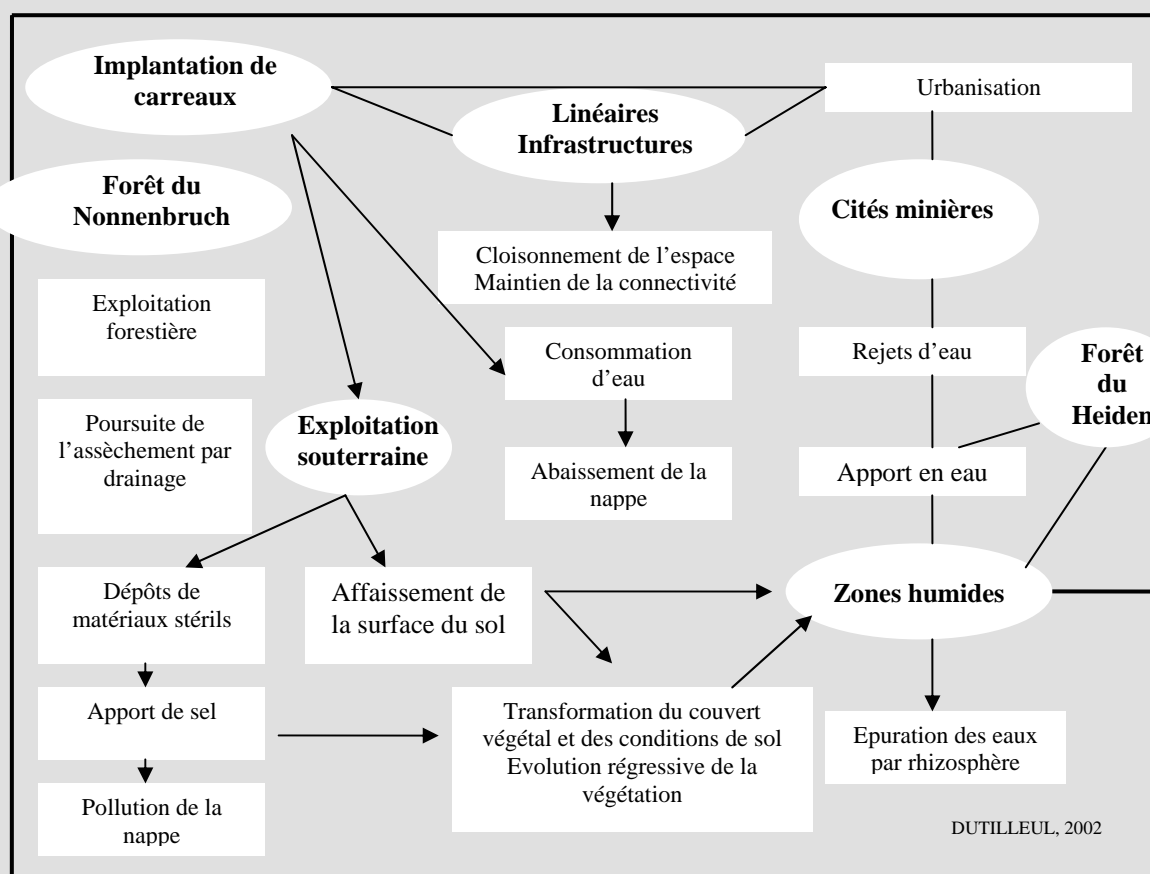 Implantation de
carreaux
Urbanisation
Linéaires
Infrastructures
Forêt du
Nonnenbruch
Cités minières
Cloisonnement de l’espace
Maintien de la connectivité
Exploitation
forestière
Consommation
d’eau
Rejets d’eau
Forêt
du
Heiden
Poursuite de
l’assèchement par
drainage
Exploitation
souterraine
Abaissement de la
nappe
Apport en eau
Dépôts de
matériaux stérils
Affaissement de
la surface du sol
Zones humides
Apport de sel
Transformation du couvert
végétal et des conditions de sol
Evolution régressive de la
végétation
Epuration des eaux
par rhizosphère
Pollution de la
nappe
DUTILLEUL, 2002